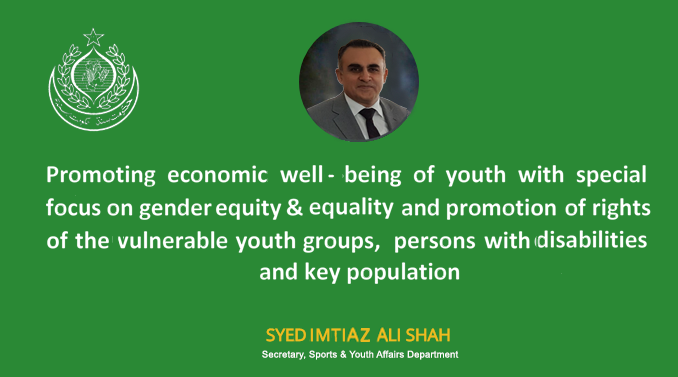 Promoting economic well- being of youth with special
focus on gender equity & equality and promotion of rights
of the vulnerable youth groups, persons with disabilities
and key population
SYED IMTIAZ ALI SHAH
Secretary, Sports & Youth Affairs Department